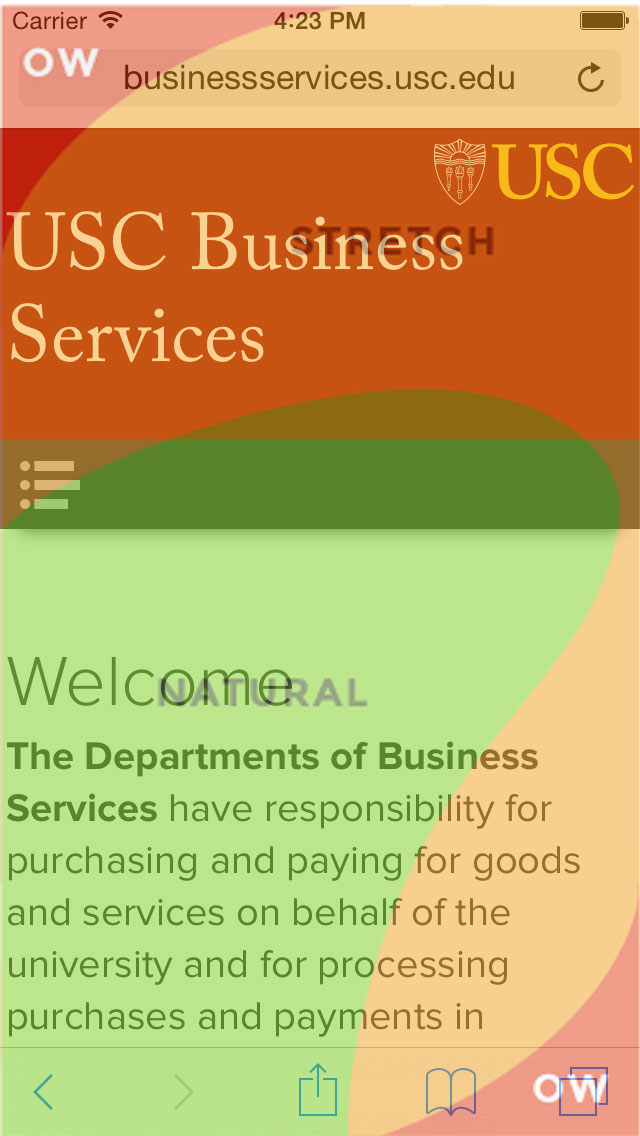 Carrier 4:23 PM
OW
businessservices.usc.edu
USC
STRETCH
USC Business
Services
Welcome
NATURAL
The Departments of Business
Services have responsibility for
purchasing and paying for goods
and services on behalf of the
university and for processing
purchases and payments in
OW